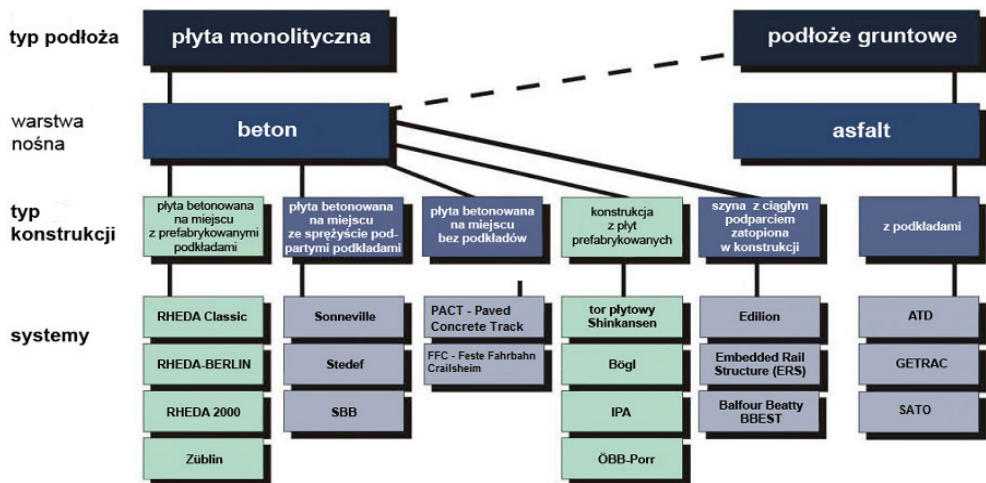 typ podłoża
płyta monolityczna
podłoże gruntowe
warstwa
nośna
beton
asfalt
typ
konstrukcji
płyta betonowana
na miejscu
z prefabrykowanymi
podkładami
płyta betonowana
na miejscu
ze sprężyście pod-
partymi podkładami
płyta betonowana
na miejscu
bez podkładów
konstrukcja
z płyt
prefabrykowanych
szyna z ciągłym
podparciem
zatopiona
w konstrukcji
z podkładami
systemy
RHEDA Classic
RHEDA-BERLIN
RHEDA 2000
Züblin
Sonneville
Stedef
SBB
PACT - Paved
Concrete Track
FFC - Feste Fahrbahn
Crailsheim
tor płytowy
Shinkansen
Bögl
IPA
ÖBB-Porr
Edilion
Embedded Rail
Structure (ERS)
Balfour Beatty
BBEST
ATD
GETRAC
SATO